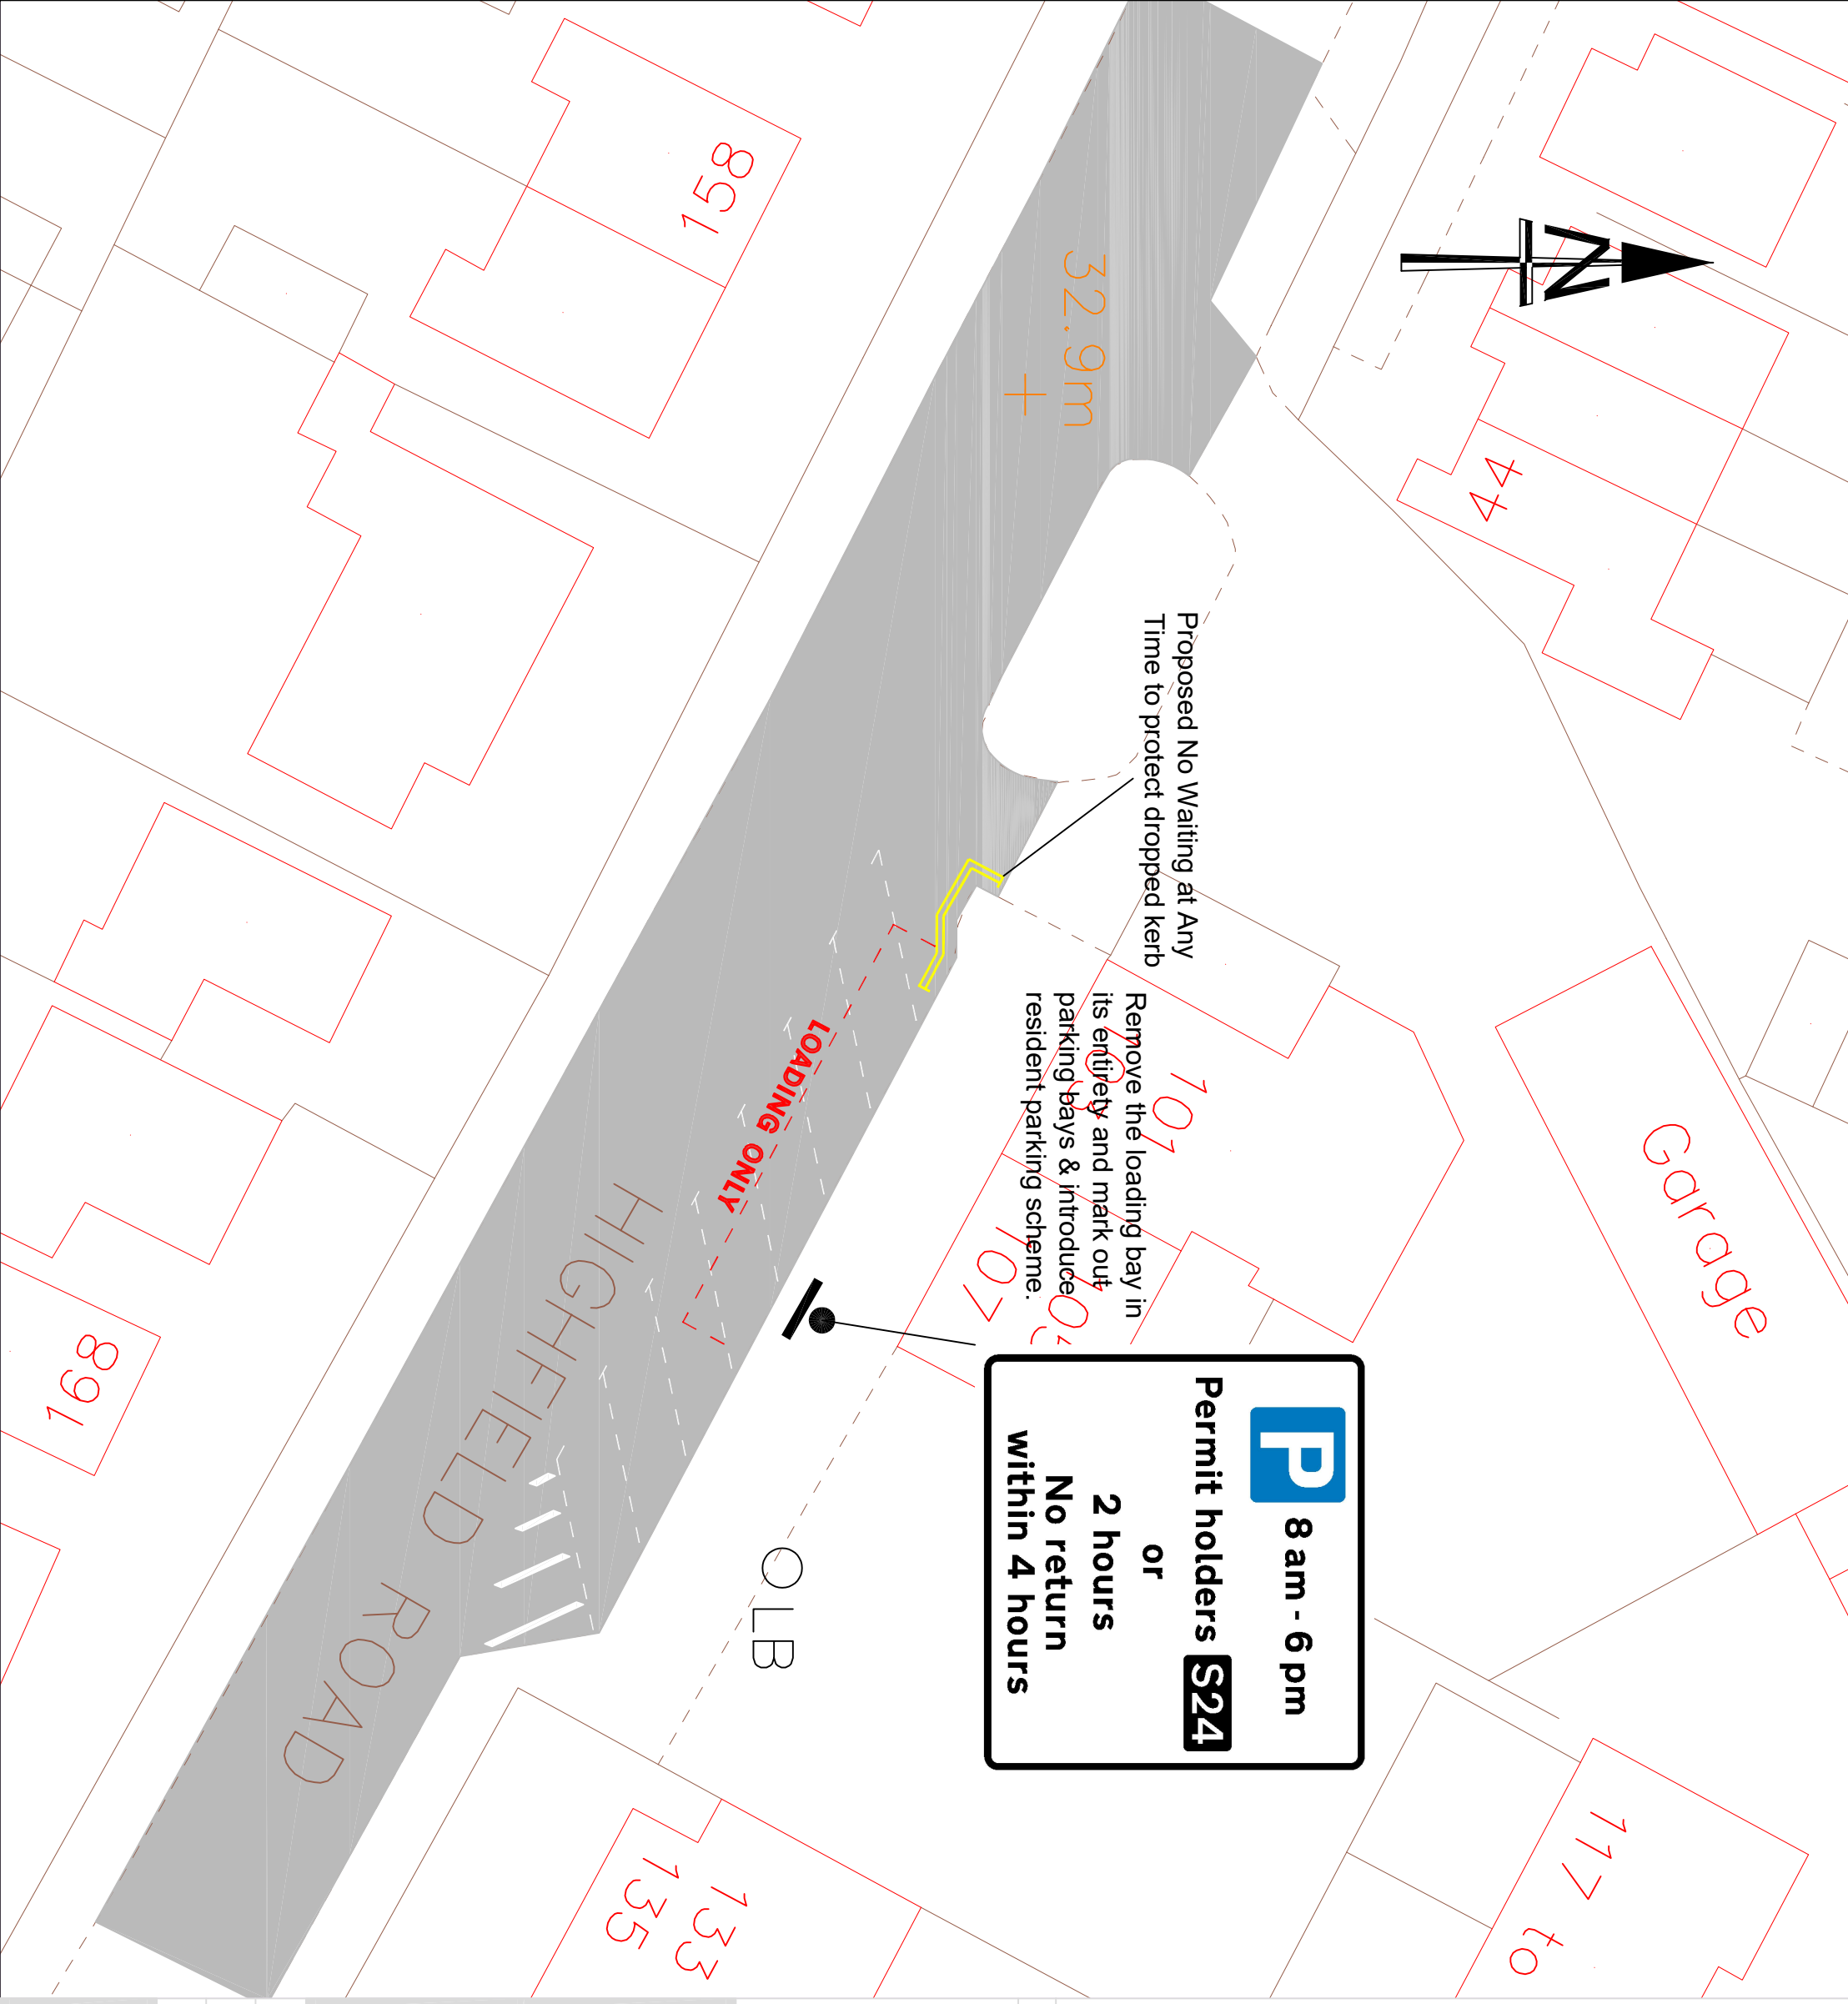 158
32.9m
N
44
Proposed No Waiting at Any
Time to protect dropped kerb
Remove the loading bay in
its entirety and mark out
parking bays & introduce
resident parking scheme.
101
107
Garage
LOADING ONLY
HIGHFIELD ROAD
168
P 8 am - 6 pm
Permit holders S24
or
2 hours
No return
within 4 hours
LB
133
135
117 to